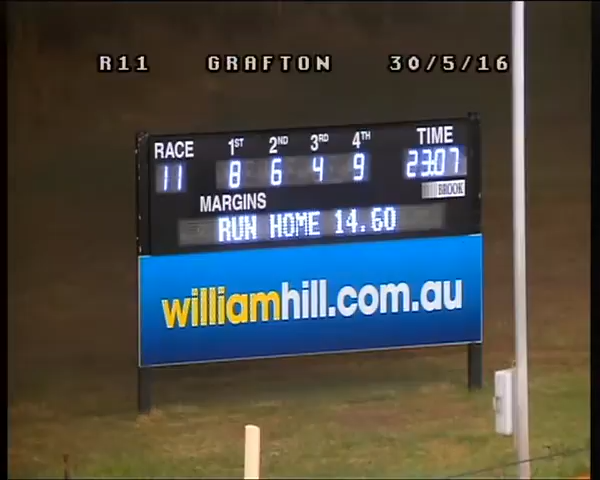 R11 GRAFTON 30/5/16
RACE 1ST 2ND 3RD 4TH TIME
11 8 6 4 9 23.07
MARGINS BROOK
RUN HOME 14.60
williamhill.com.au